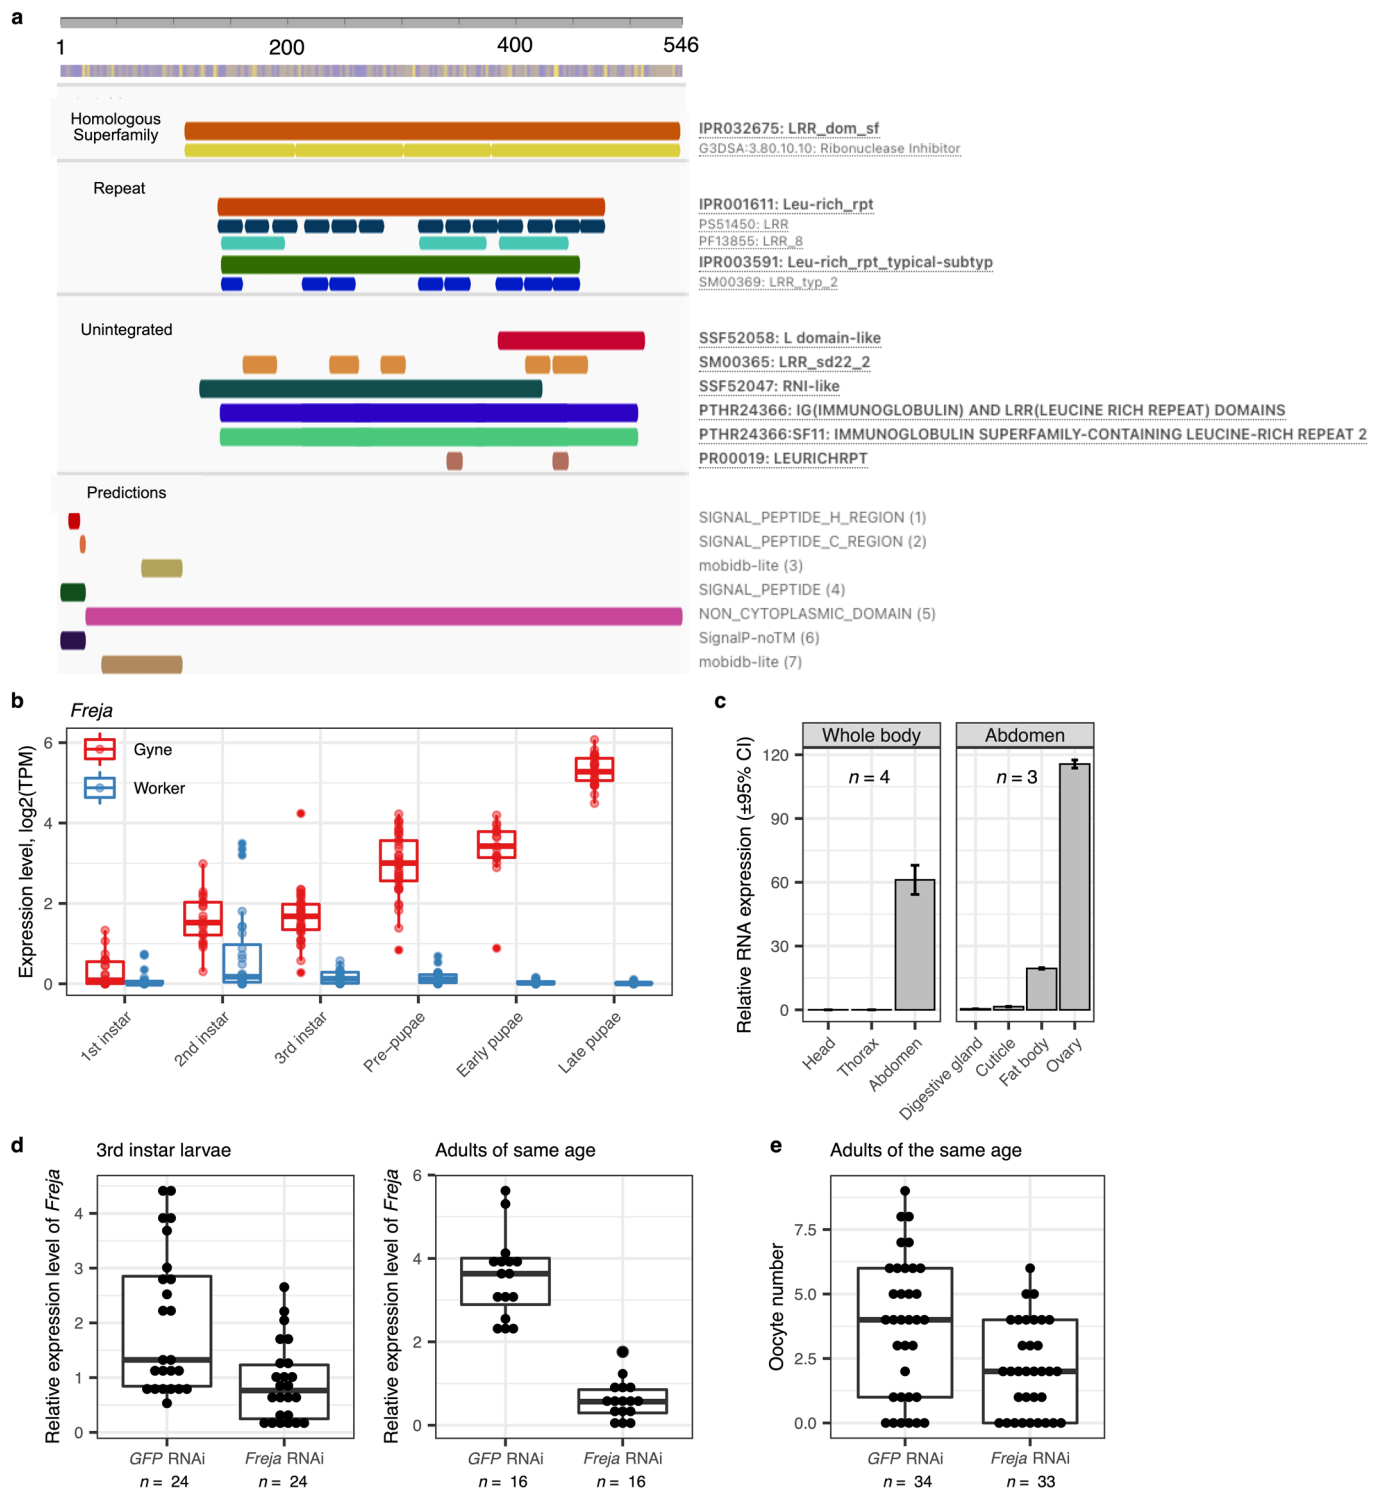 a
1 200 400 546
Homologous
Superfamily
IPR032675: LRR_dom_sf
G3DSA:3.80.10.10: Ribonuclease Inhibitor
Repeat
IPR001611: Leu-rich_rpt
PS51450: LRR
PF13855: LRR_8
IPR003591: Leu-rich_rpt_typical-subtyp
SM00369: LRR_typ_2
Unintegrated
SSF52058: L domain-like
SM00365: LRR_sd22_2
SSF52047: RNI-like
PTHR24366: IG(IMMUNOGLOBULIN) AND LRR(LEUCINE RICH REPEAT) DOMAINS
PTHR24366:SF11: IMMUNOGLOBULIN SUPERFAMILY-CONTAINING LEUCINE-RICH REPEAT 2
PR00019: LEURICHRPT
Predictions
SIGNAL_PEPTIDE_H_REGION (1)
SIGNAL_PEPTIDE_C_REGION (2)
mobidb-lite (3)
SIGNAL_PEPTIDE (4)
NON_CYTOPLASMIC_DOMAIN (5)
SignalP-noTM (6)
mobidb-lite (7)
b
Freja
Expression level, log2(TPM)
6
4
2
0
Gyne
Worker
1st instar
2nd instar
3rd instar
Pre-pupae
Early pupae
Late pupae
c
Relative RNA expression (±95% CI)
120
90
60
30
0
Whole body
n = 4
Abdomen
n = 3
Head
Thorax
Abdomen
Digestive gland
Cuticle
Fat body
Ovary
d
3rd instar larvae
Relative expression level of Freja
4
3
2
1
0
GFP RNAi
n = 24
Freja RNAi
n = 24
Adults of same age
Relative expression level of Freja
6
4
2
0
GFP RNAi
n = 16
Freja RNAi
n = 16
e
Adults of the same age
Oocyte number
7.5
5.0
2.5
0.0
GFP RNAi
n = 34
Freja RNAi
n = 33